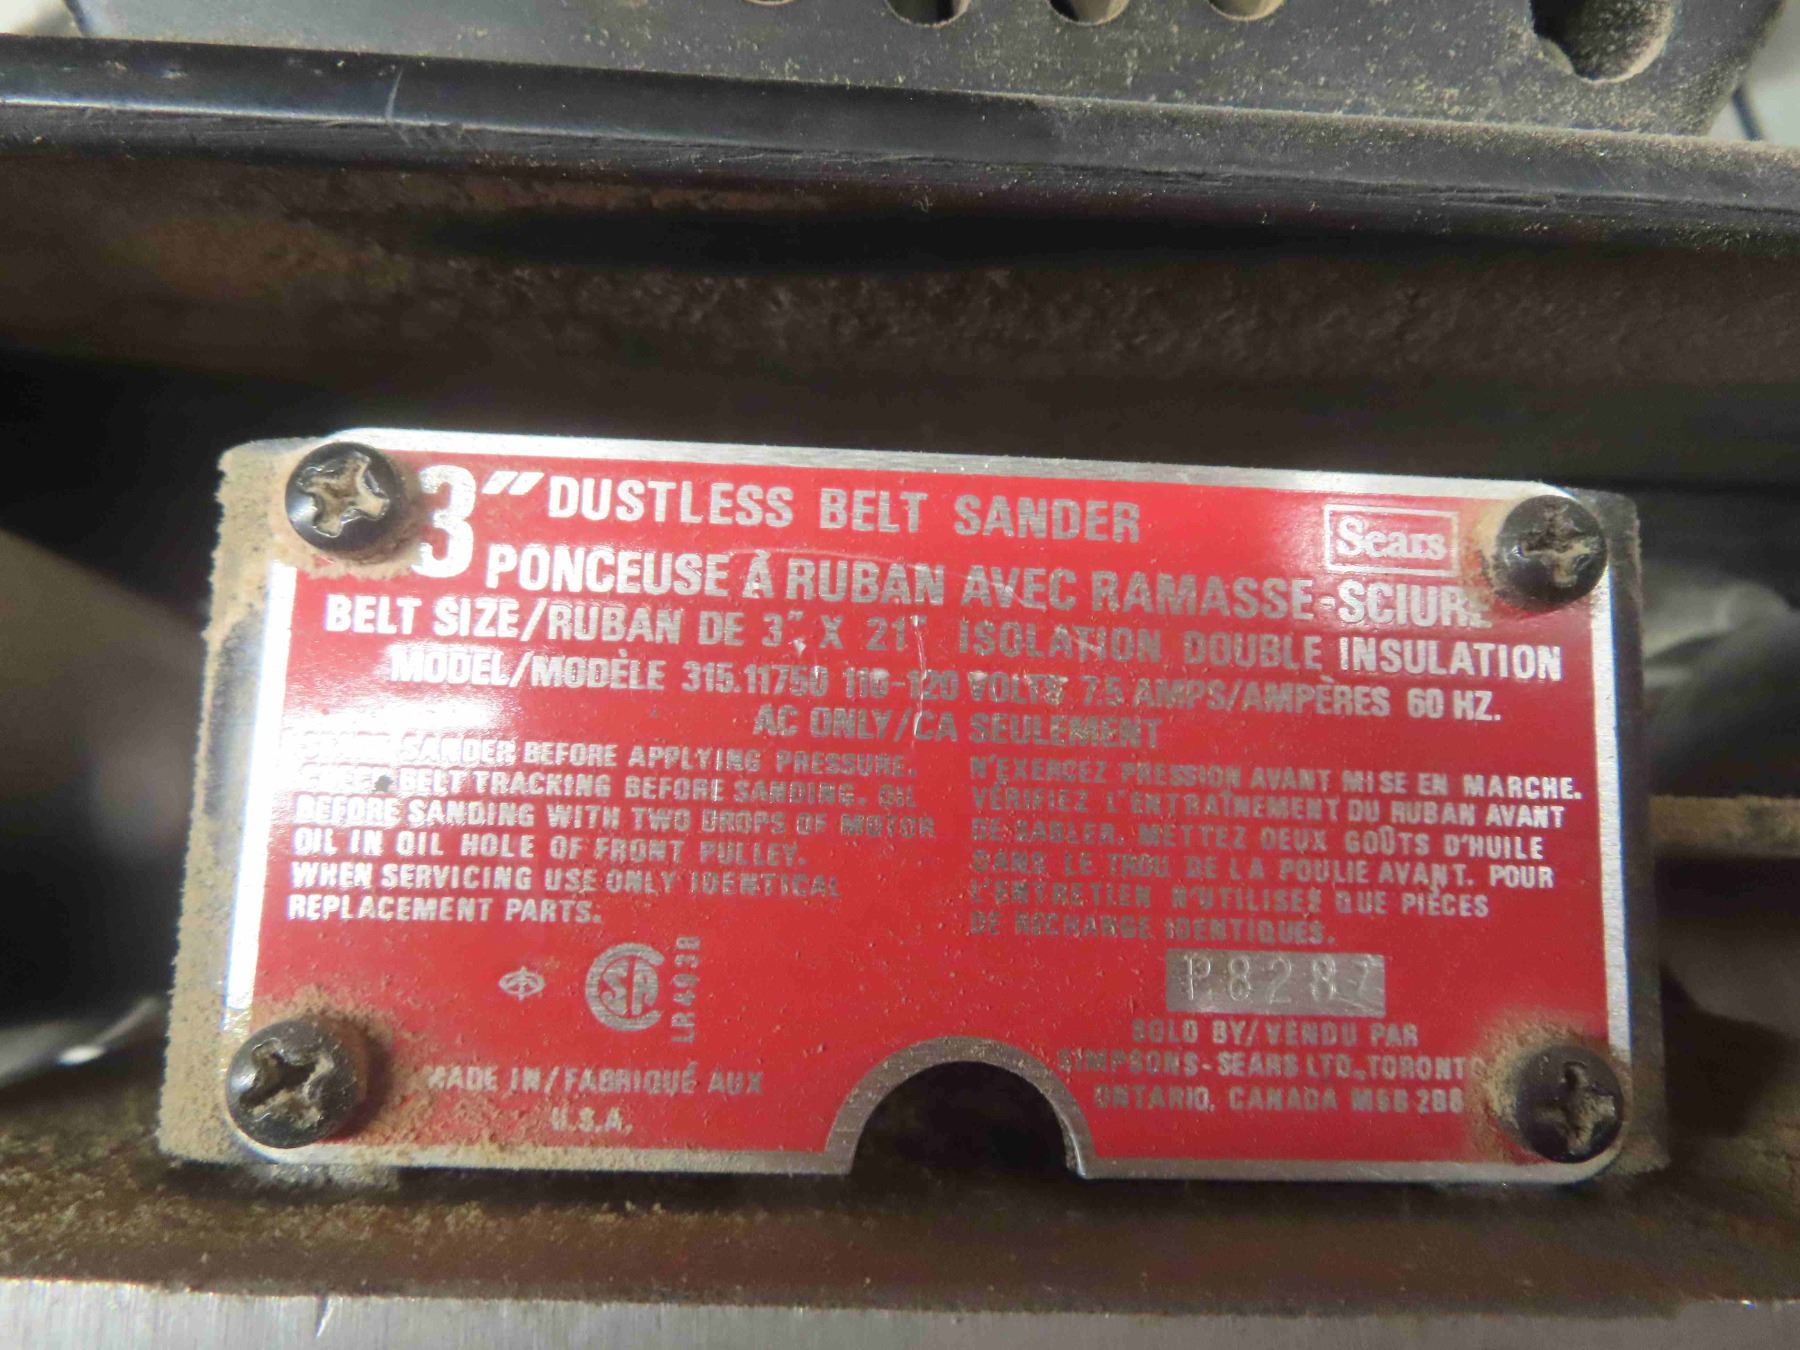 3" DUSTLESS BELT SANDER
Sears
PONCEUSE À RUBAN AVEC RAMASSE-SCIURE
BELT SIZE/RUBAN DE 3" X 21" ISOLATION DOUBLE INSULATION
MODEL/MODÈLE 315.11750 110-120 VOLTS 7.5 AMPS/AMPÈRES 60 HZ.
AC ONLY/CA SEULEMENT
SANDER BEFORE APPLYING PRESSURE.
BELT TRACKING BEFORE SANDING. OIL
BEFORE SANDING WITH TWO DROPS OF MOTOR
OIL IN OIL HOLE OF FRONT PULLEY.
WHEN SERVICING USE ONLY IDENTICAL
REPLACEMENT PARTS.
N'EXERCEZ PRESSION AVANT MISE EN MARCHE.
VÉRIFIEZ L'ENTRAÎNEMENT DU RUBAN AVANT
DE SABLER. METTEZ DEUX GOÛTS D'HUILE
DANS LE TROU DE LA POULIE AVANT. POUR
L'ENTRETIEN N'UTILISES QUE PIÈCES
DE RECHANGE IDENTIQUES.
SA
LR4938
P8287
SOLD BY/VENDU PAR
SIMPSONS-SEARS LTD., TORONTO
ONTARIO, CANADA M5B 2B8
MADE IN/FABRIQUÉ AUX
U.S.A.